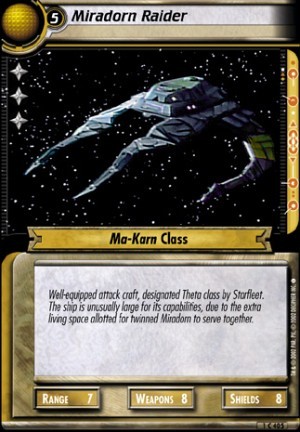 5 Miradorn Raider
Ma-Karn Class
Well-equipped attack craft, designated Theta class by Starfleet.
The ship is unusually large for its capabilities, due to the extra
living space allotted for twinned Miradorn to serve together.
RANGE 7 WEAPONS 8 SHIELDS 8